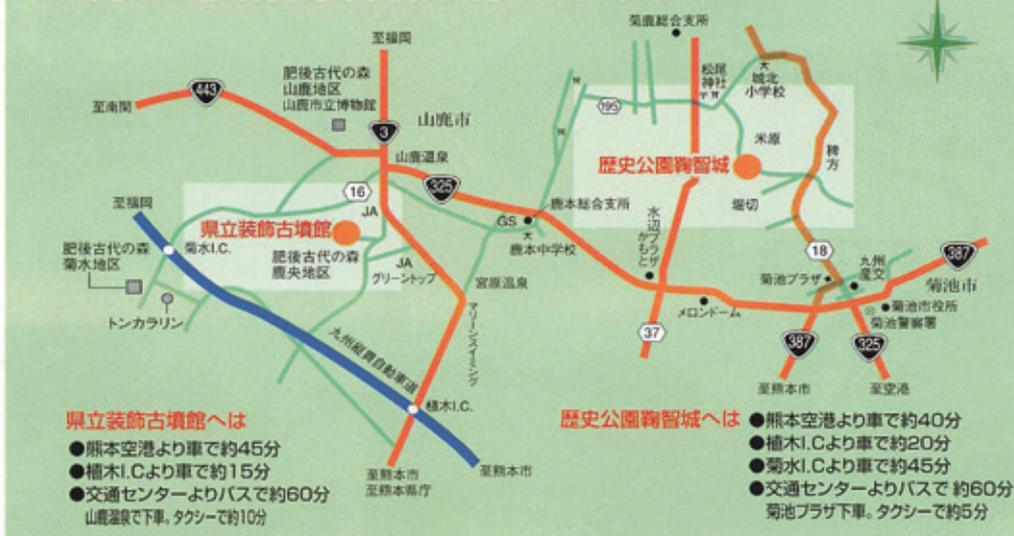 菊鹿総合支所
至福岡
肥後古代の森
山鹿地区
山鹿市立博物館
松尾
神社
城北
小学校
443
至南関
3
山鹿市
195
米原
稗方
山鹿温泉
歴史公園鞠智城
16
325
至福岡
JA
鹿本総合支所
堀切
県立装飾古墳館
GS
水辺プラザ
かもと
肥後古代の森
菊水地区
菊水I.C.
肥後古代の森
鹿央地区
JA
グリーントップ
鹿本中学校
18
九州
産交
387
宮原温泉
菊池プラザ
菊池市
トンカラリン
マリーンスイミング
メロンドーム
菊池市役所
菊池警察署
九州縦貫自動車道
37
387
325
植木I.C.
至熊本市
至空港
至熊本市
至熊本県庁
至熊本市
県立装飾古墳館へは
●熊本空港より車で約45分
●植木I.Cより車で約15分
●交通センターよりバスで約60分
山鹿温泉で下車。タクシーで約10分
歴史公園鞠智城へは
●熊本空港より車で約40分
●植木I.Cより車で約20分
●菊水I.Cより車で約45分
●交通センターよりバスで 約60分
菊池プラザ下車。タクシーで約5分